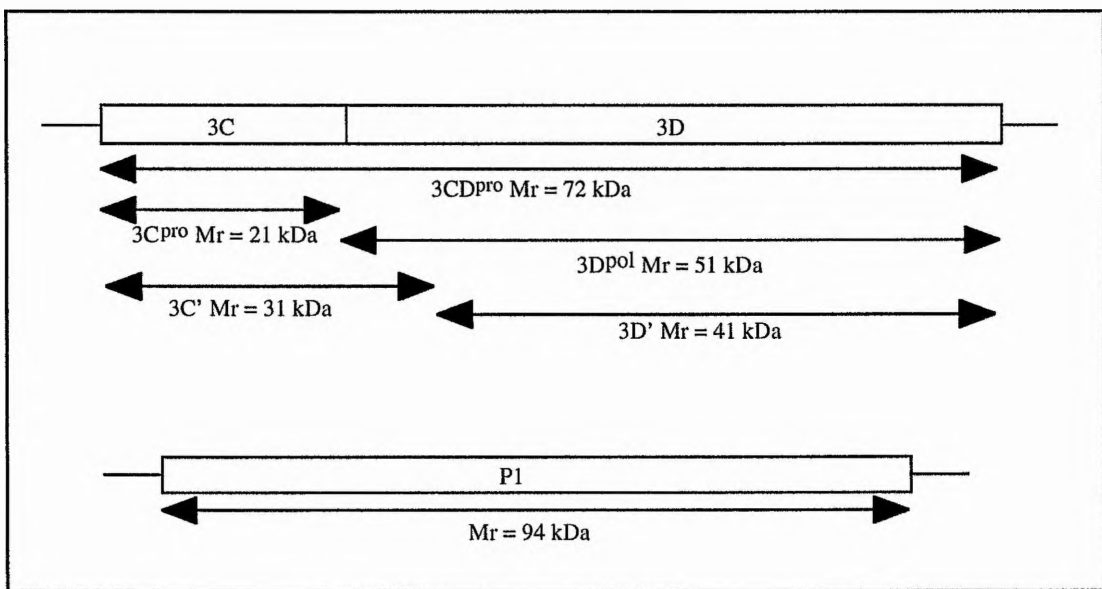 3C 3D
3CDpro Mr = 72 kDa
3Cpro Mr = 21 kDa
3Dpol Mr = 51 kDa
3C’ Mr = 31 kDa
3D’ Mr = 41 kDa
P1
Mr = 94 kDa